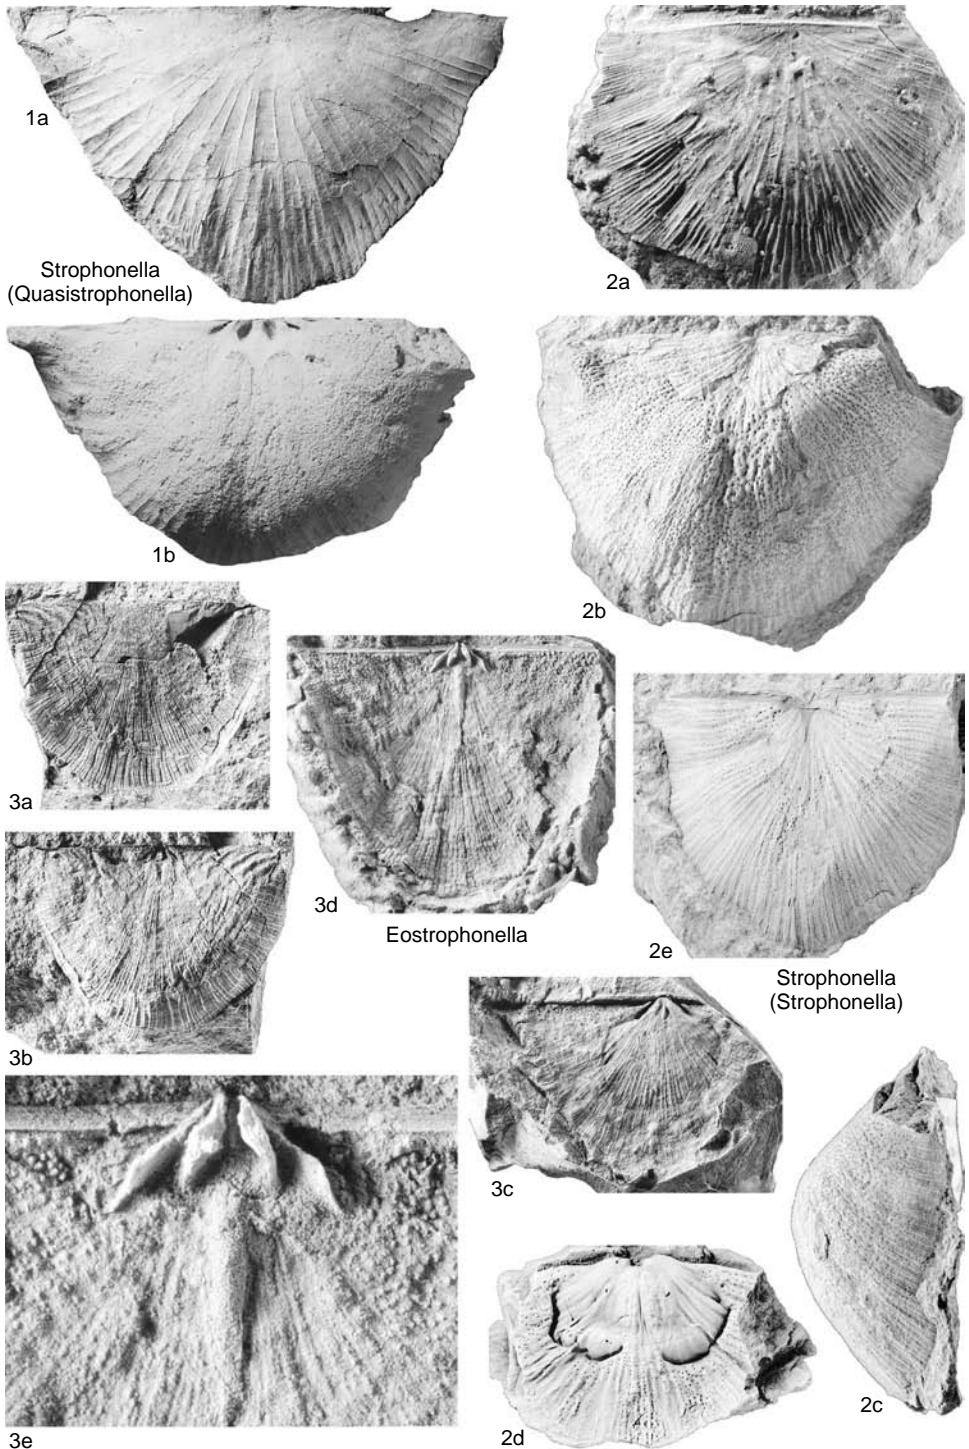 1a
2a
Strophonella
(Quasistrophonella)
1b
2b
3a
3d
Eostrophonella
2e
Strophonella
(Strophonella)
3b
3c
3e
2d
2c